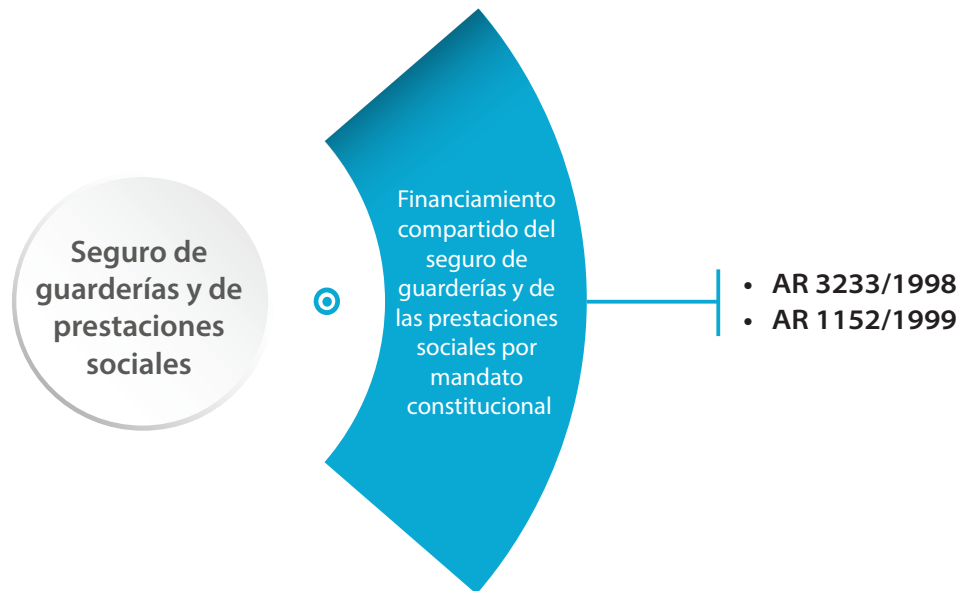 Seguro de
guarderías y de
prestaciones
sociales
Financiamiento
compartido del
seguro de
guarderías y de
las prestaciones
sociales por
mandato
constitucional
• AR 3233/1998
• AR 1152/1999